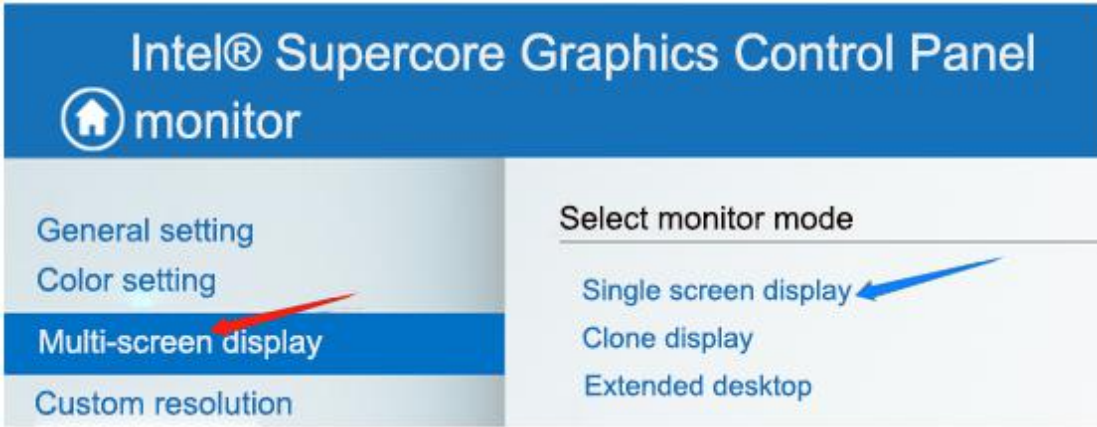 Intel® Supercore Graphics Control Panel
monitor
General setting
Color setting
Multi-screen display
Custom resolution
Select monitor mode
Single screen display
Clone display
Extended desktop